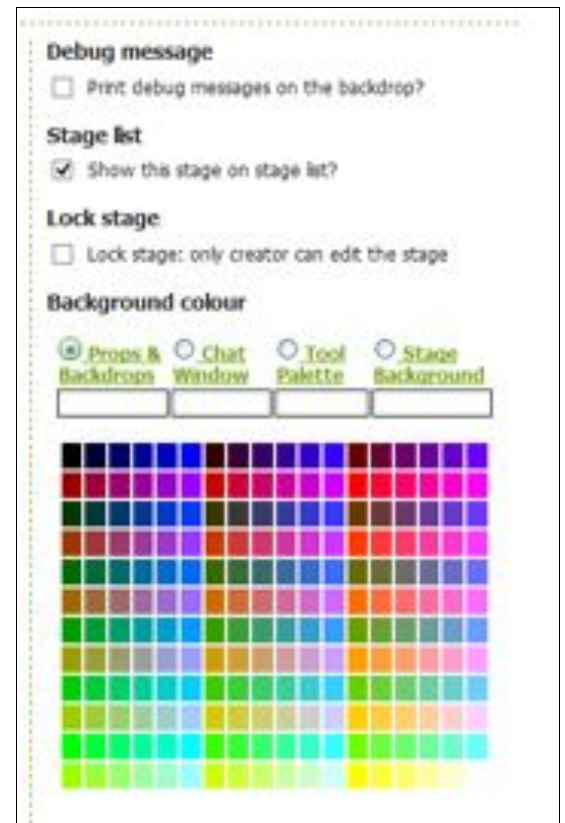 Debug message
Print debug messages on the backdrop?
Stage list
Show this stage on stage list?
Lock stage
Lock stage: only creator can edit the stage
Background colour
Props & Chat Tool Stage
Backdrops Window Palette Background